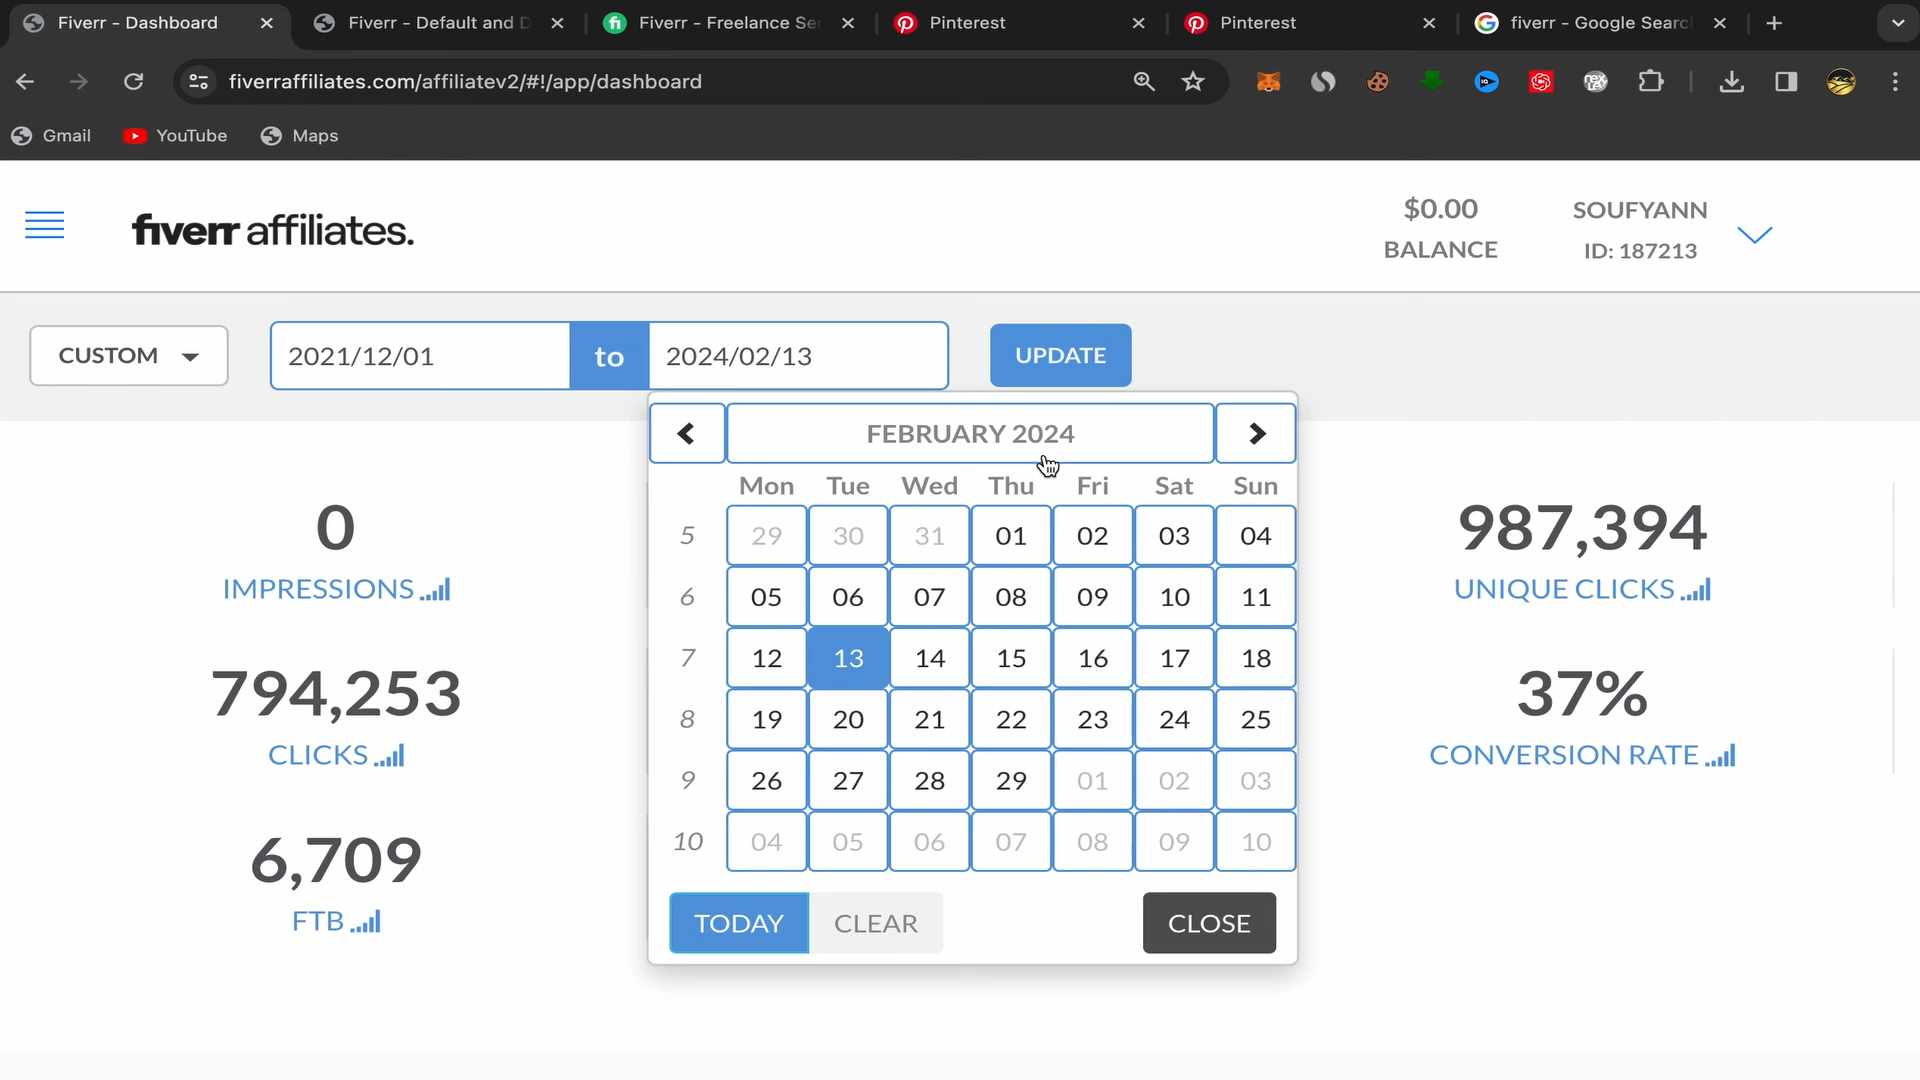 Fiverr - Dashboard
Fiverr - Default and D
Fiverr - Freelance Ser
Pinterest
Pinterest
fiverr - Google Searc
fiverraffiliates.com/affiliatev2/#!/app/dashboard
Gmail
YouTube
Maps
fiverr affiliates.
$0.00
BALANCE
SOUFYANN
ID: 187213
CUSTOM
2021/12/01
to
2024/02/13
UPDATE
FEBRUARY 2024
Mon Tue Wed Thu Fri Sat Sun
5 29 30 31 01 02 03 04
6 05 06 07 08 09 10 11
7 12 13 14 15 16 17 18
8 19 20 21 22 23 24 25
9 26 27 28 29 01 02 03
10 04 05 06 07 08 09 10
TODAY
CLEAR
CLOSE
0
IMPRESSIONS
794,253
CLICKS
6,709
FTB
987,394
UNIQUE CLICKS
37%
CONVERSION RATE